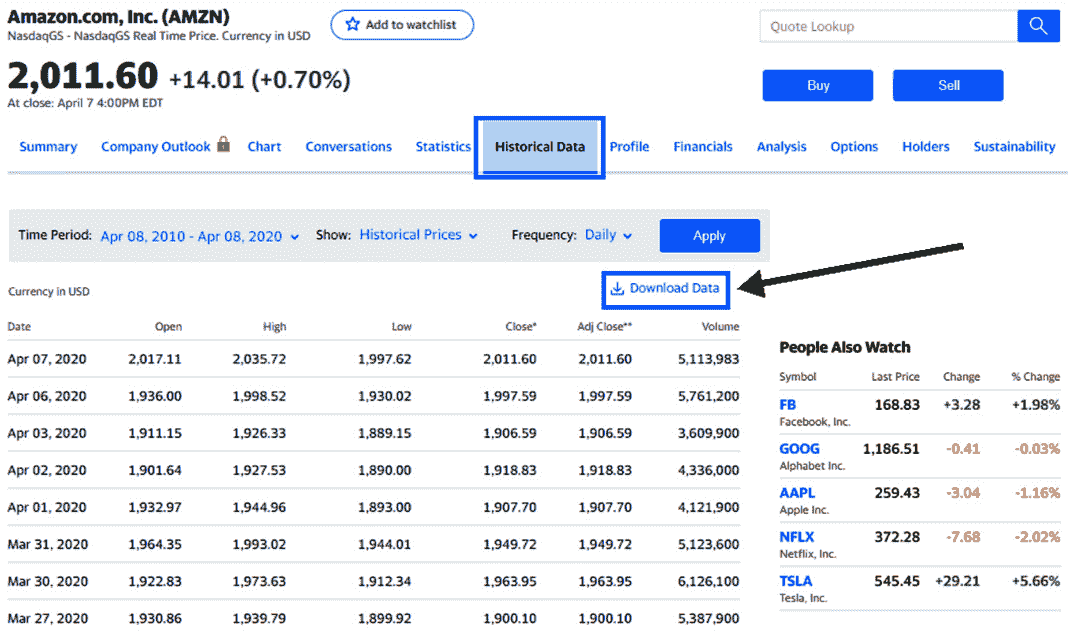 Amazon.com, Inc. (AMZN)
Add to watchlist
Quote Lookup
NasdaqGS - NasdaqGS Real Time Price. Currency in USD
2,011.60 +14.01 (+0.70%)
At close: April 7 4:00PM EDT
Buy Sell
Summary Company Outlook Chart Conversations Statistics Historical Data Profile Financials Analysis Options Holders Sustainability
Time Period: Apr 08, 2010 - Apr 08, 2020 Show: Historical Prices Frequency: Daily Apply
Currency in USD Download Data
Date Open High Low Close* Adj Close** Volume
Apr 07, 2020 2,017.11 2,035.72 1,997.62 2,011.60 2,011.60 5,113,983
Apr 06, 2020 1,936.00 1,998.52 1,930.02 1,997.59 1,997.59 5,761,200
Apr 03, 2020 1,911.15 1,926.33 1,889.15 1,906.59 1,906.59 3,609,900
Apr 02, 2020 1,901.64 1,927.53 1,890.00 1,918.83 1,918.83 4,336,000
Apr 01, 2020 1,932.97 1,944.96 1,893.00 1,907.70 1,907.70 4,121,900
Mar 31, 2020 1,964.35 1,993.02 1,944.01 1,949.72 1,949.72 5,123,600
Mar 30, 2020 1,922.83 1,973.63 1,912.34 1,963.95 1,963.95 6,126,100
Mar 27, 2020 1,930.86 1,939.79 1,899.92 1,900.10 1,900.10 5,387,900
People Also Watch
Symbol Last Price Change % Change
FB 168.83 +3.28 +1.98%
Facebook, Inc.
GOOG 1,186.51 -0.41 -0.03%
Alphabet Inc.
AAPL 259.43 -3.04 -1.16%
Apple Inc.
NFLX 372.28 -7.68 -2.02%
Netflix, Inc.
TSLA 545.45 +29.21 +5.66%
Tesla, Inc.